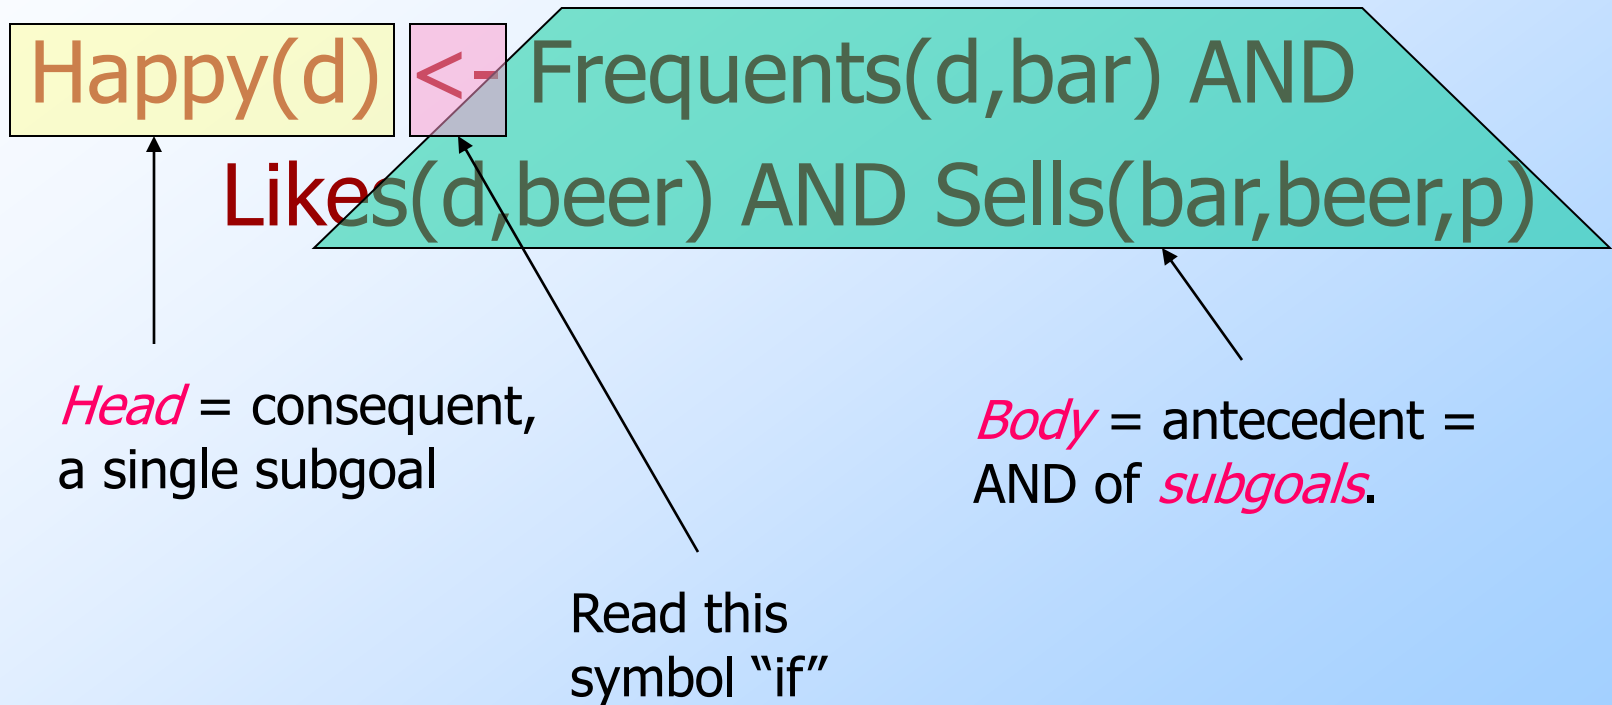 Happy(d) <- Frequents(d,bar) AND
Likes(d,beer) AND Sells(bar,beer,p)
Head = consequent,
a single subgoal
Body = antecedent =
AND of subgoals.
Read this
symbol “if”